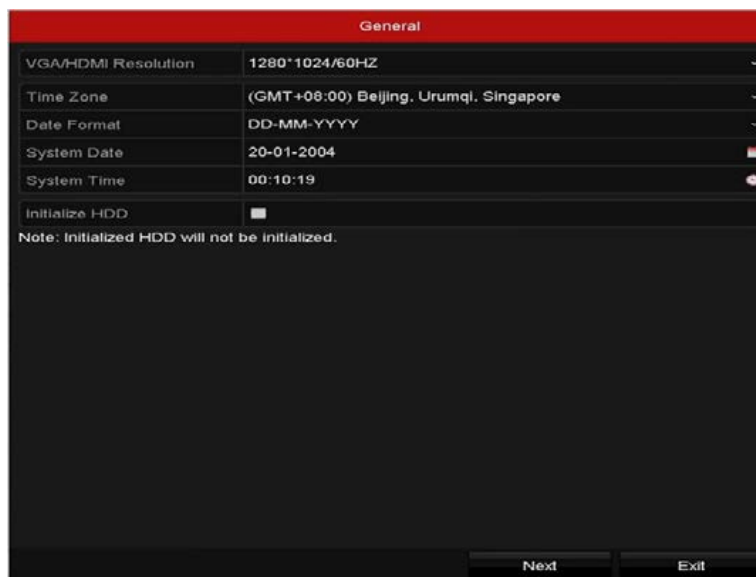 General
VGA/HDMI Resolution 1280*1024/60HZ
Time Zone (GMT+08:00) Beijing, Urumqi, Singapore
Date Format DD-MM-YYYY
System Date 20-01-2004
System Time 00:10:19
Initialize HDD
Note: Initialized HDD will not be initialized.
Next Exit